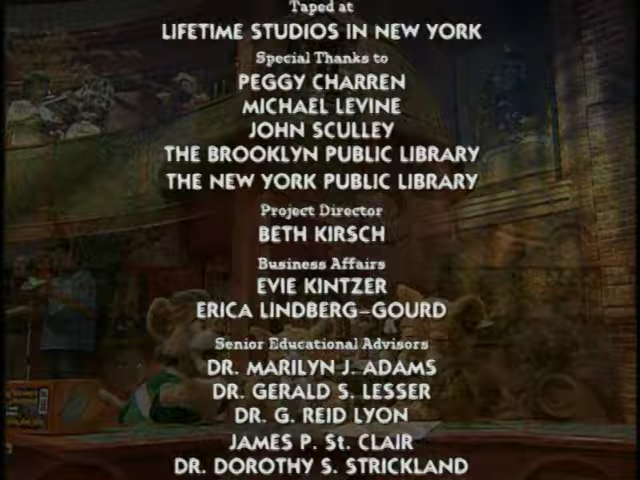 Taped at
LIFETIME STUDIOS IN NEW YORK
Special Thanks to
PEGGY CHARREN
MICHAEL LEVINE
JOHN SCULLEY
THE BROOKLYN PUBLIC LIBRARY
THE NEW YORK PUBLIC LIBRARY
Project Director
BETH KIRSCH
Business Affairs
EVIE KINTZER
ERICA LINDBERG-GOURD
Senior Educational Advisors
DR. MARILYN J. ADAMS
DR. GERALD S. LESSER
DR. G. REID LYON
JAMES P. St. CLAIR
DR. DOROTHY S. STRICKLAND